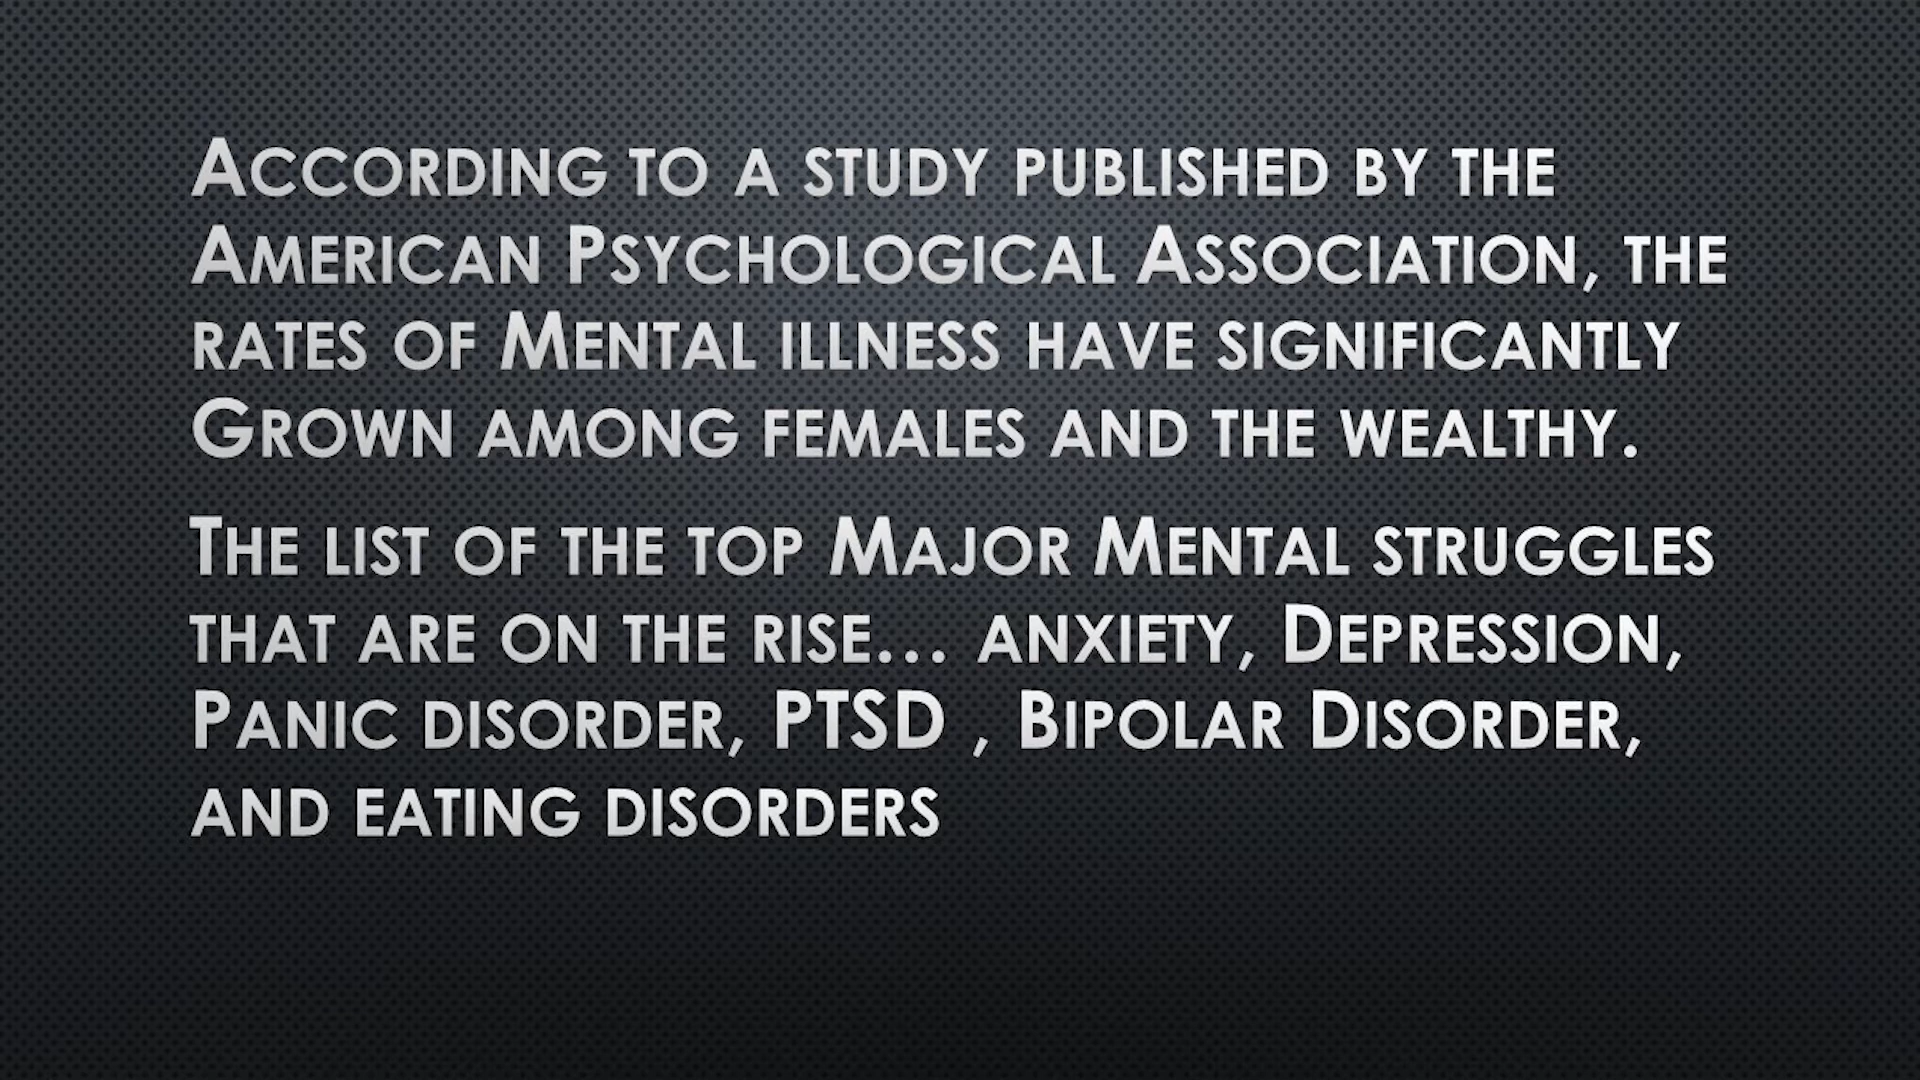 According to a study published by the
American Psychological Association, the
rates of Mental illness have significantly
Grown among females and the wealthy.
The list of the top Major Mental struggles
that are on the rise... anxiety, Depression,
Panic disorder, PTSD , Bipolar Disorder,
and eating disorders